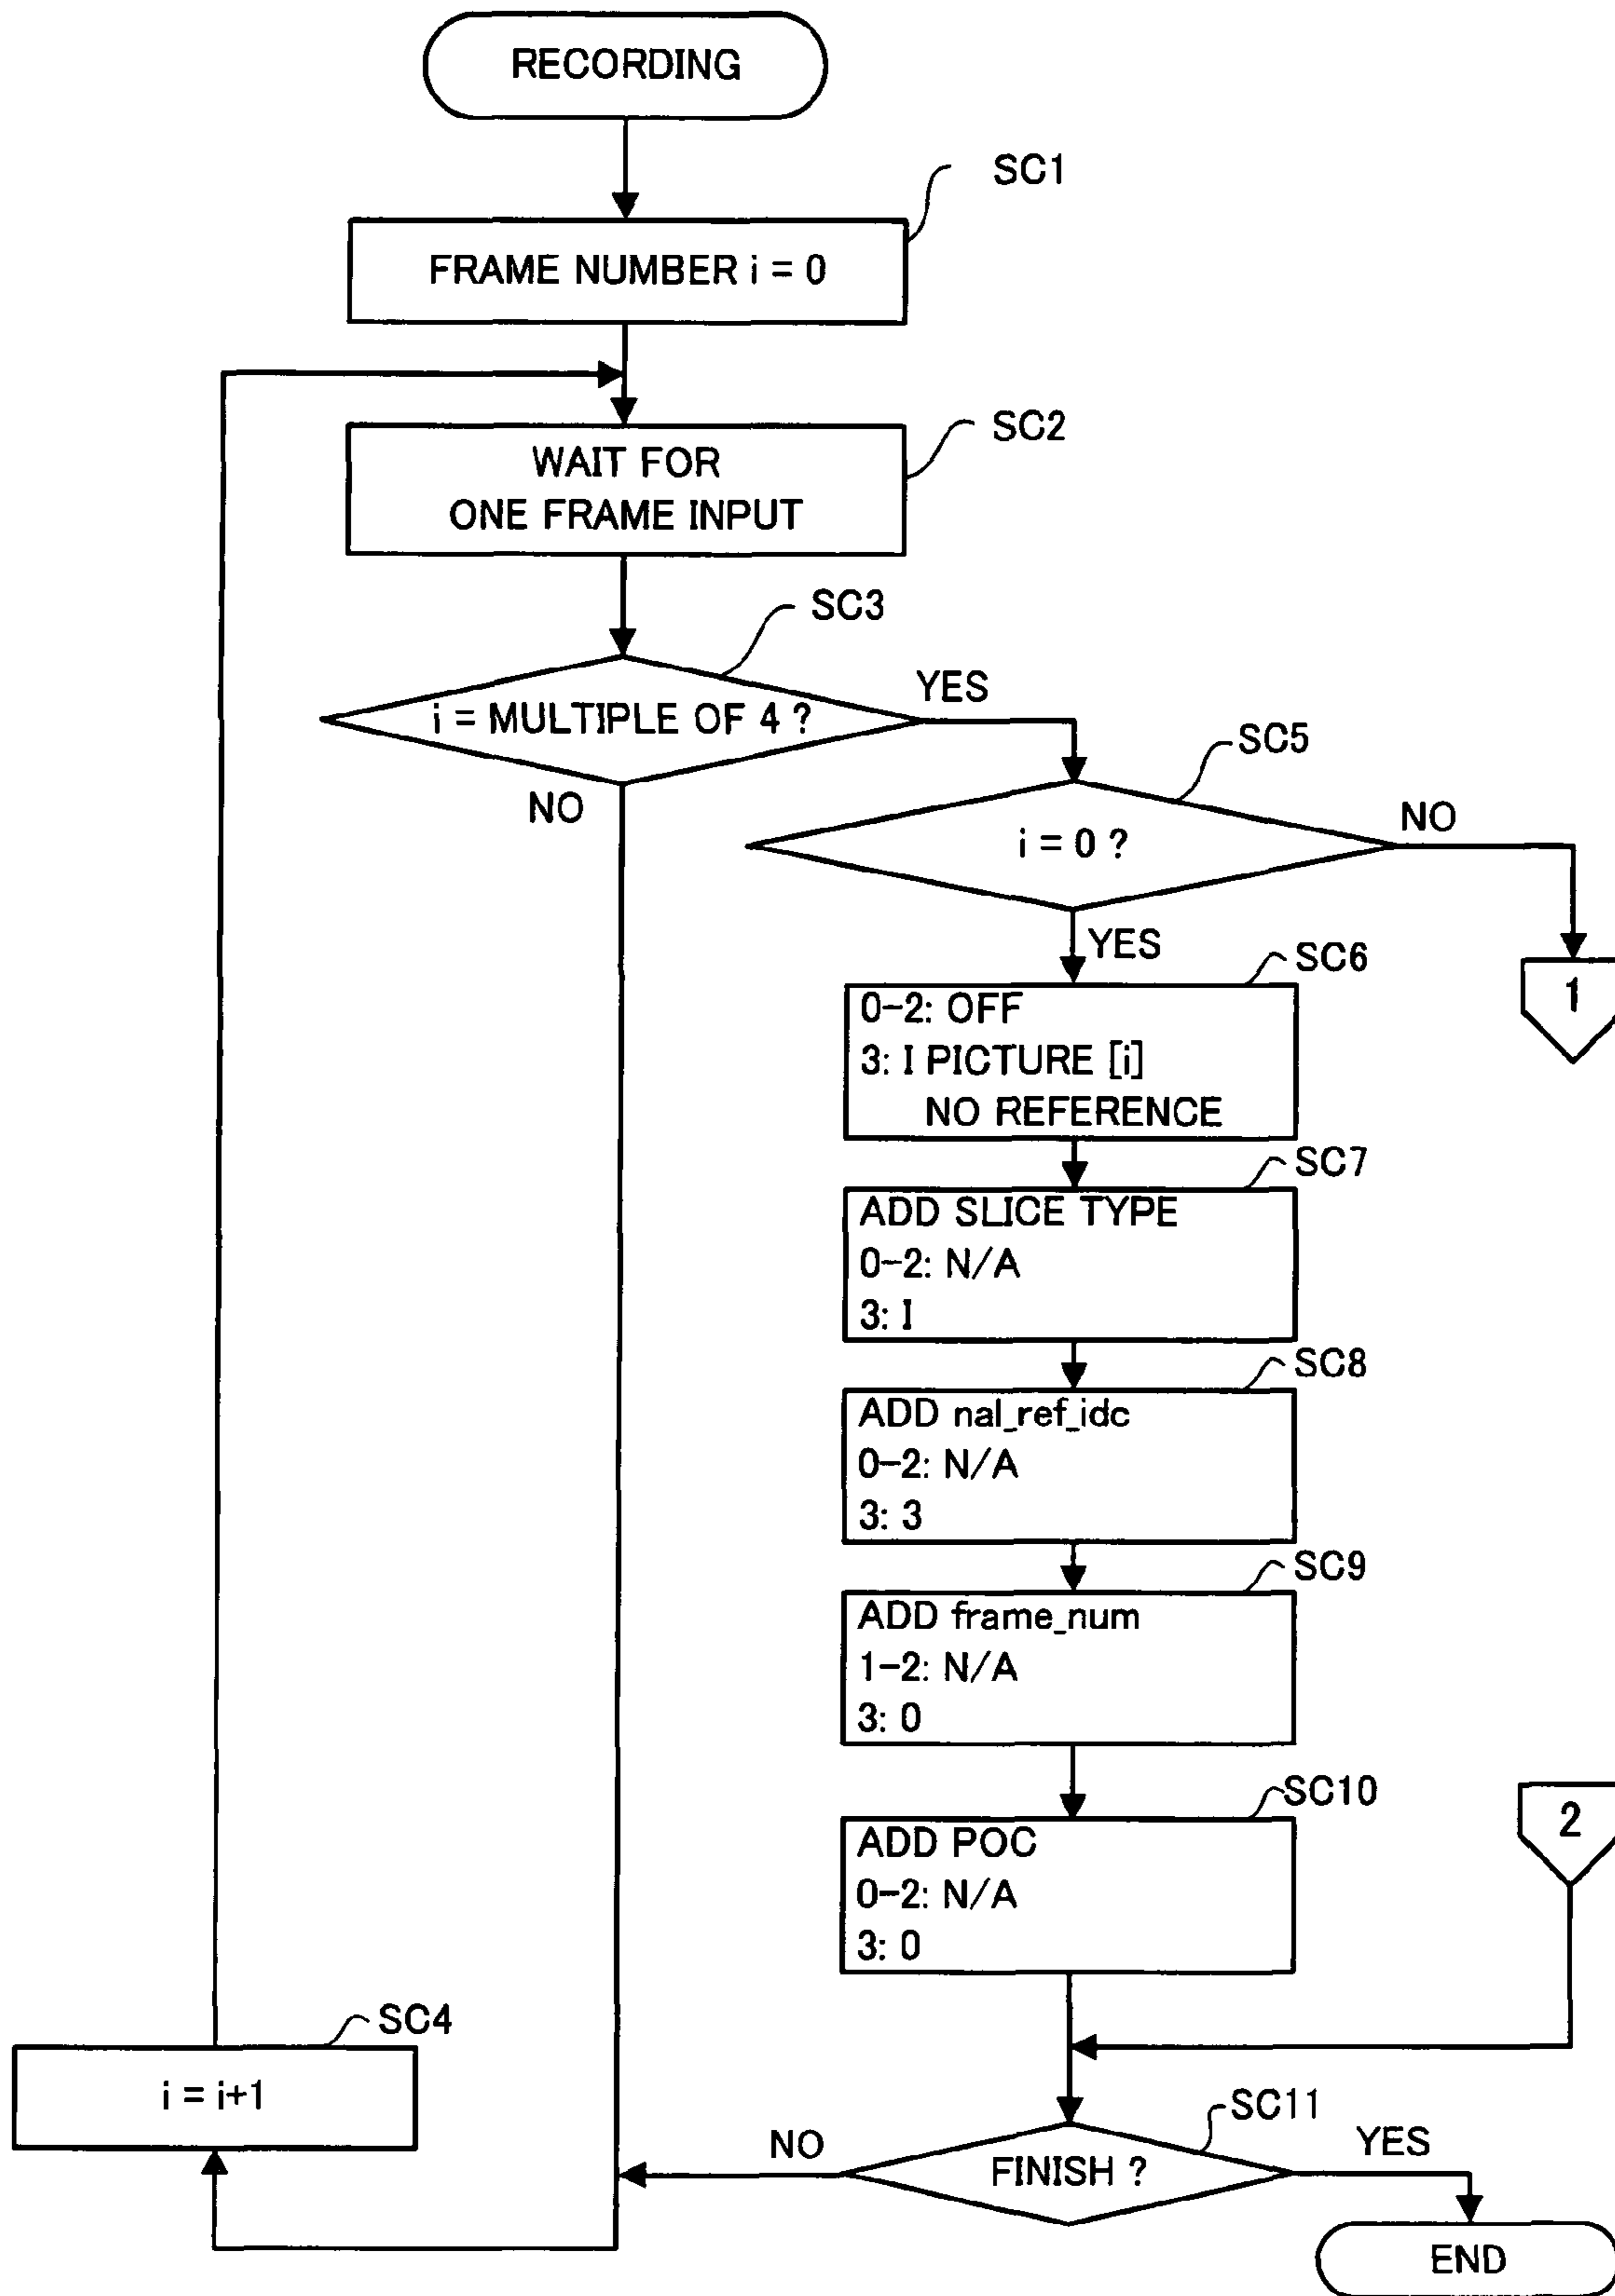 RECORDING
SC1
FRAME NUMBER i = 0
SC2
WAIT FOR
ONE FRAME INPUT
SC3
i = MULTIPLE OF 4 ?
YES
NO
SC5
i = 0 ?
NO
YES
1
SC6
0-2: OFF
3: I PICTURE [i]
NO REFERENCE
SC7
ADD SLICE TYPE
0-2: N/A
3: I
SC8
ADD nal_ref_idc
0-2: N/A
3: 3
SC9
ADD frame_num
1-2: N/A
3: 0
SC10
ADD POC
0-2: N/A
3: 0
2
SC4
i = i+1
SC11
FINISH ?
NO
YES
END